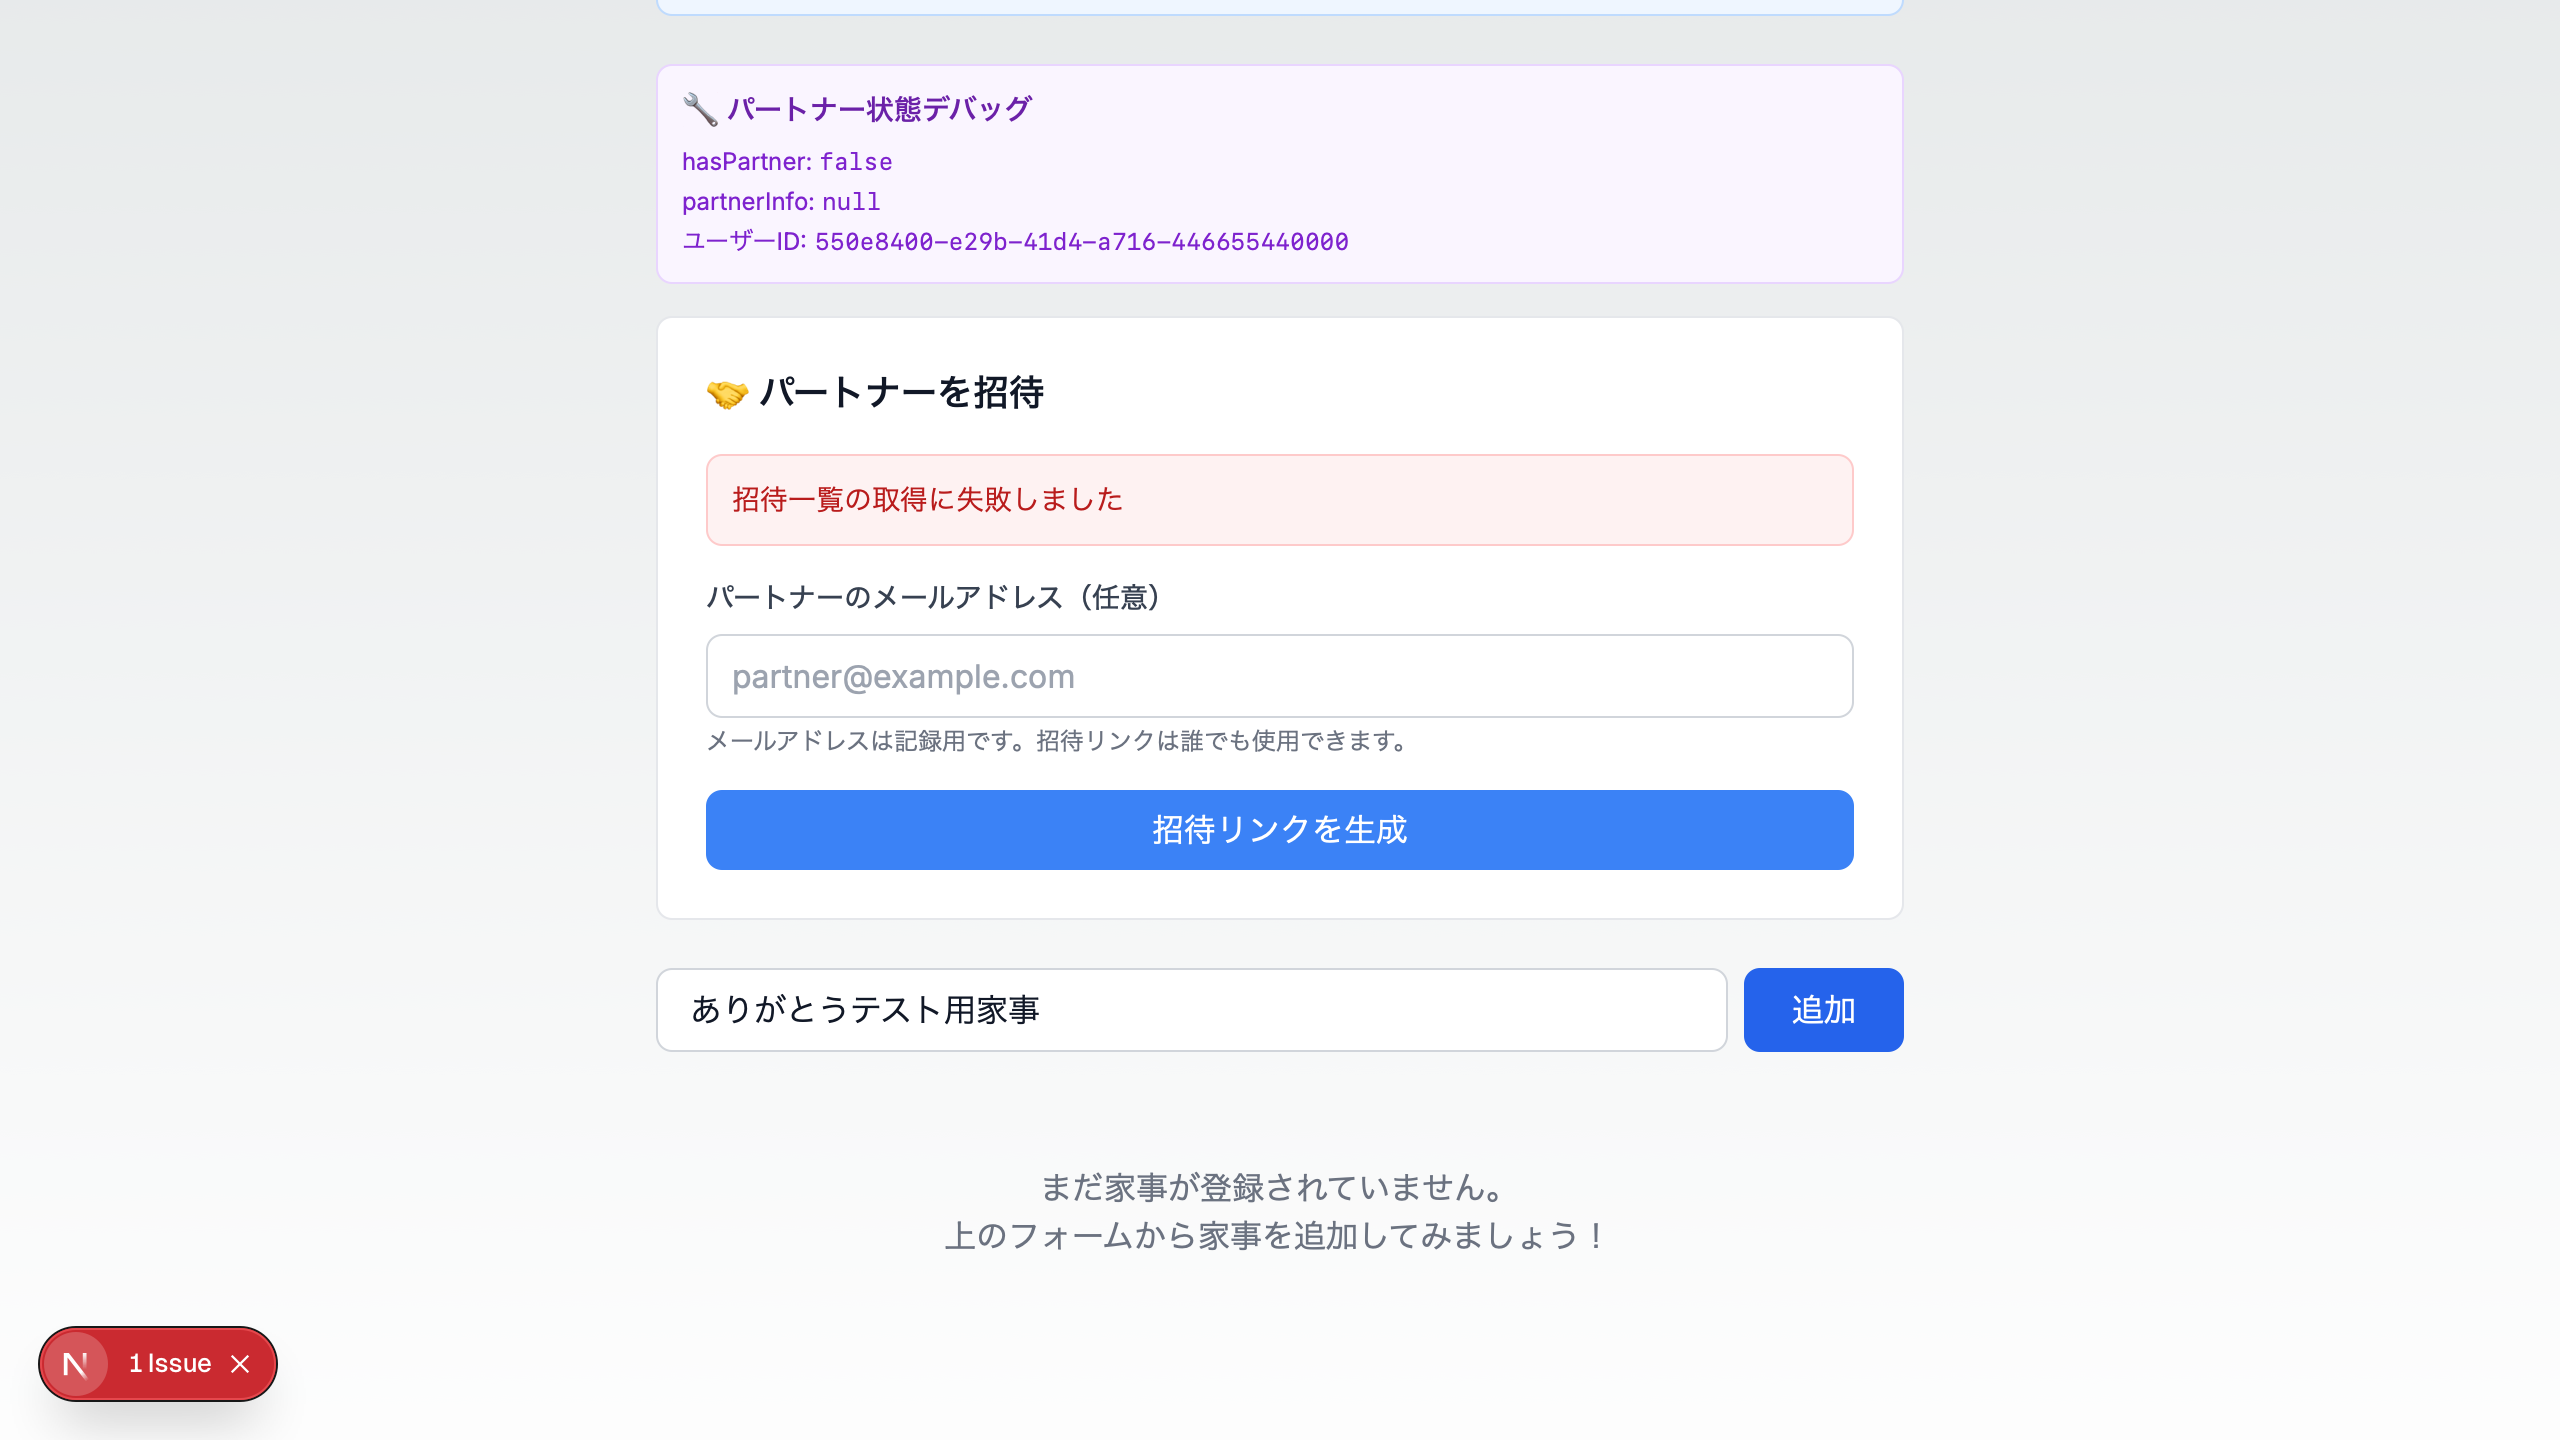 🔧 パートナー状態デバッグ
hasPartner: false
partnerInfo: null
ユーザーID: 550e8400-e29b-41d4-a716-446655440000
🤝 パートナーを招待
招待一覧の取得に失敗しました
パートナーのメールアドレス（任意）
partner@example.com
メールアドレスは記録用です。招待リンクは誰でも使用できます。
招待リンクを生成
ありがとうテスト用家事
追加
まだ家事が登録されていません。
上のフォームから家事を追加してみましょう！
N 1 Issue ×